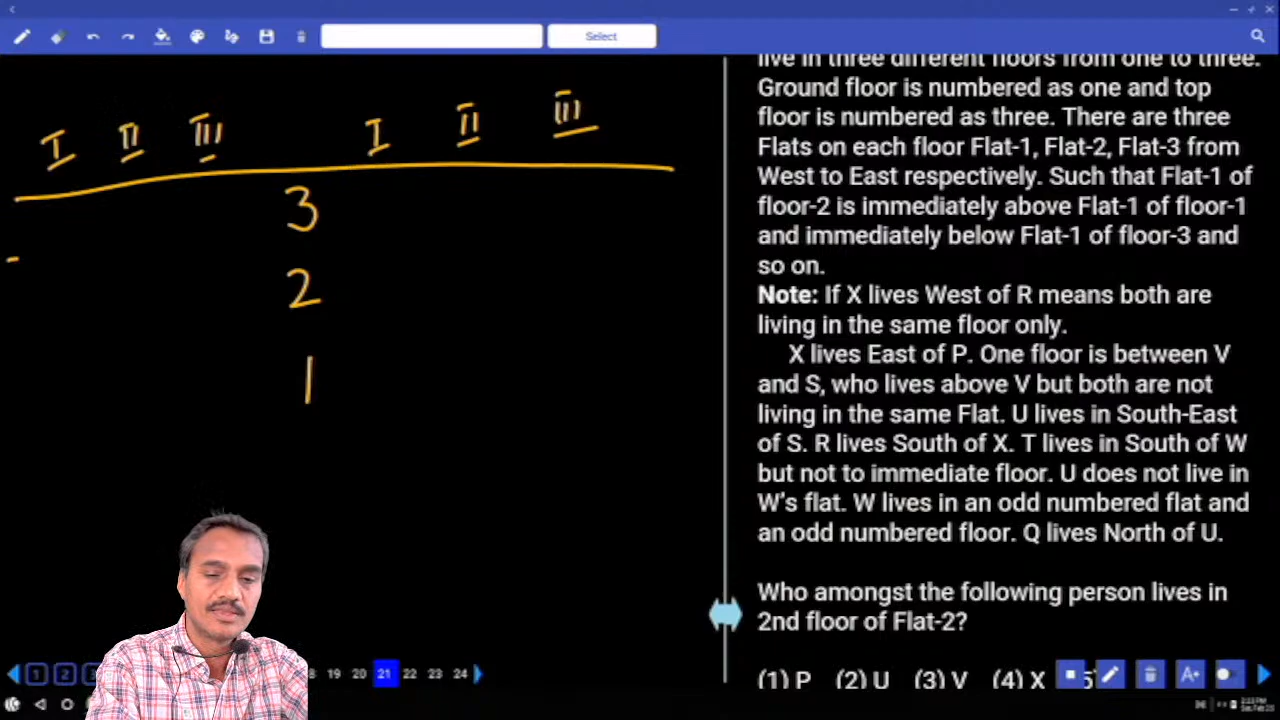 Select
I II III I II III
3
2
1
live in three different floors from one to three.
Ground floor is numbered as one and top
floor is numbered as three. There are three
Flats on each floor Flat-1, Flat-2, Flat-3 from
West to East respectively. Such that Flat-1 of
floor-2 is immediately above Flat-1 of floor-1
and immediately below Flat-1 of floor-3 and
so on.
Note: If X lives West of R means both are
living in the same floor only.
X lives East of P. One floor is between V
and S, who lives above V but both are not
living in the same Flat. U lives in South-East
of S. R lives South of X. T lives in South of W
but not to immediate floor. U does not live in
W's flat. W lives in an odd numbered flat and
an odd numbered floor. Q lives North of U.
Who amongst the following person lives in
2nd floor of Flat-2?
(1) P (2) U (3) V (4) X
1 2 19 20 21 22 23 24
A+